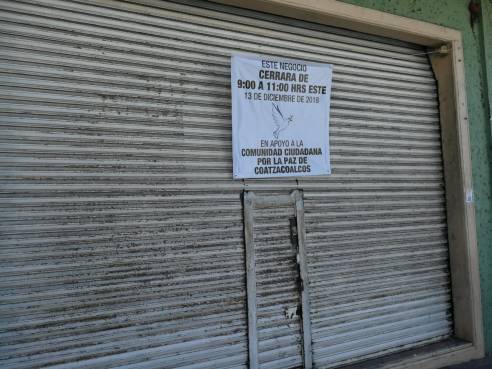 ESTE NEGOCIO
CERRARA DE
9:00 A 11:00 HRS ESTE
13 DE DICIEMBRE DE 2018
EN APOYO A LA
COMUNIDAD CIUDADANA
POR LA PAZ DE
COATZACOALCOS